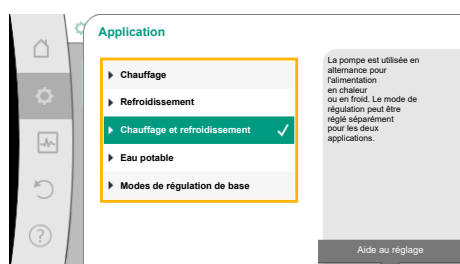 Application
Chauffage
Refroidissement
Chauffage et refroidissement
Eau potable
Modes de régulation de base
La pompe est utilisée en
alternance pour
l'alimentation
en chaleur
ou en froid. Le mode de
régulation peut être
réglé séparément
pour les deux
applications.
Aide au réglage